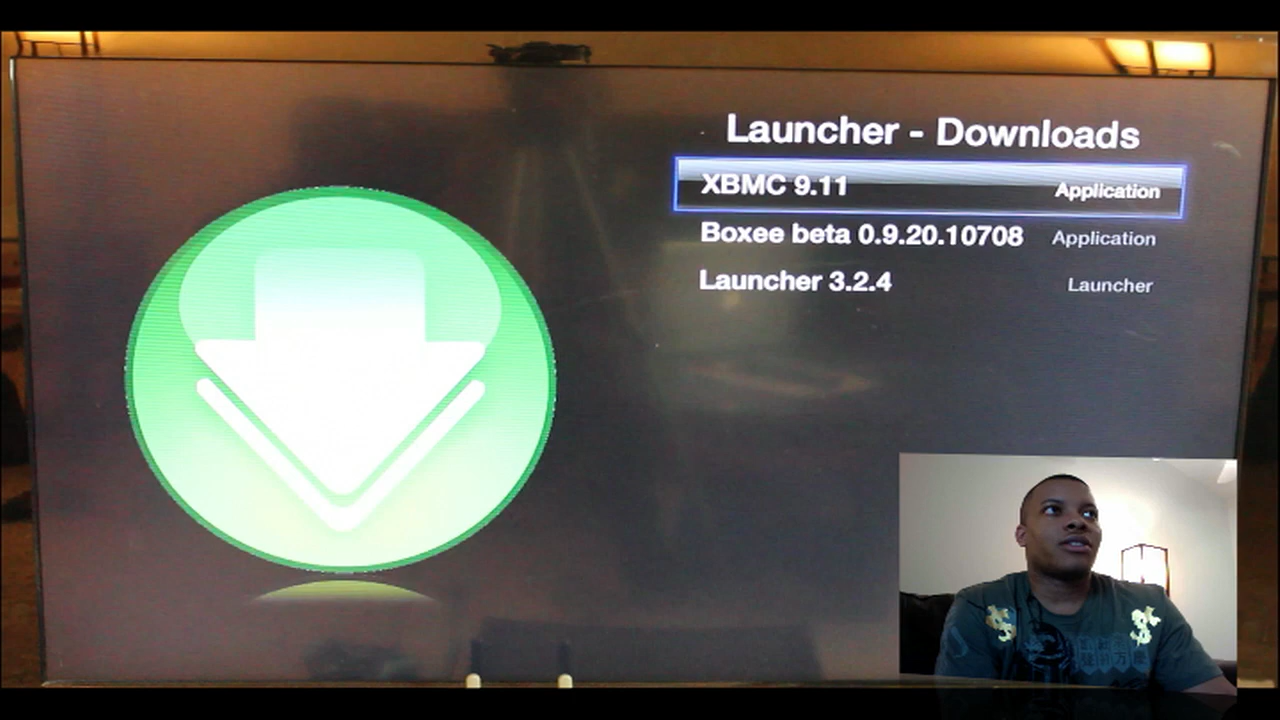 Launcher - Downloads
XBMC 9.11 Application
Boxee beta 0.9.20.10708 Application
Launcher 3.2.4 Launcher